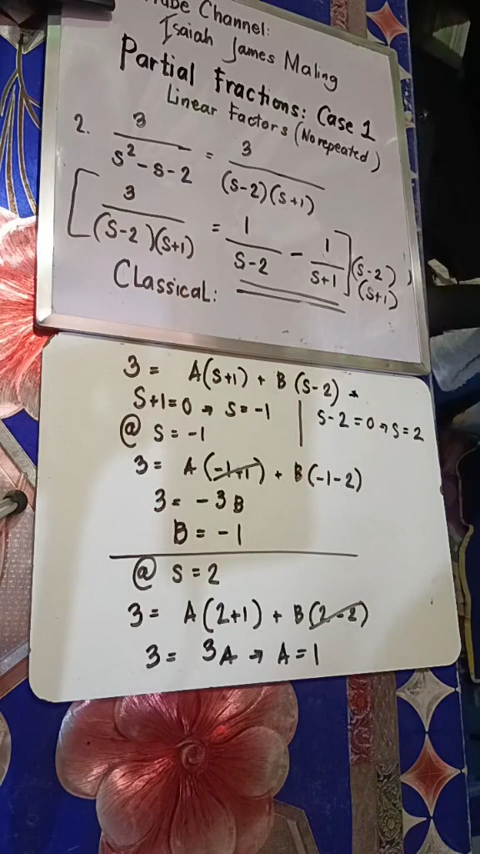 Channel:
Isaiah James Maling
Partial Fractions: Case 1
Linear Factors (No repeated)
2. 3/(s²-s-2) = 3/((s-2)(s+1))
[3/((s-2)(s+1)) = 1/(s-2) - 1/(s+1)](s-2)(s+1)
Classical:
3 = A(s+1) + B(s-2)
s+1=0 → s=-1 | s-2=0 → s=2
@ s=-1
3= A(-1+1) + B(-1-2)
3= -3B
B = -1
@ s=2
3= A(2+1) + B(2-2)
3= 3A → A=1